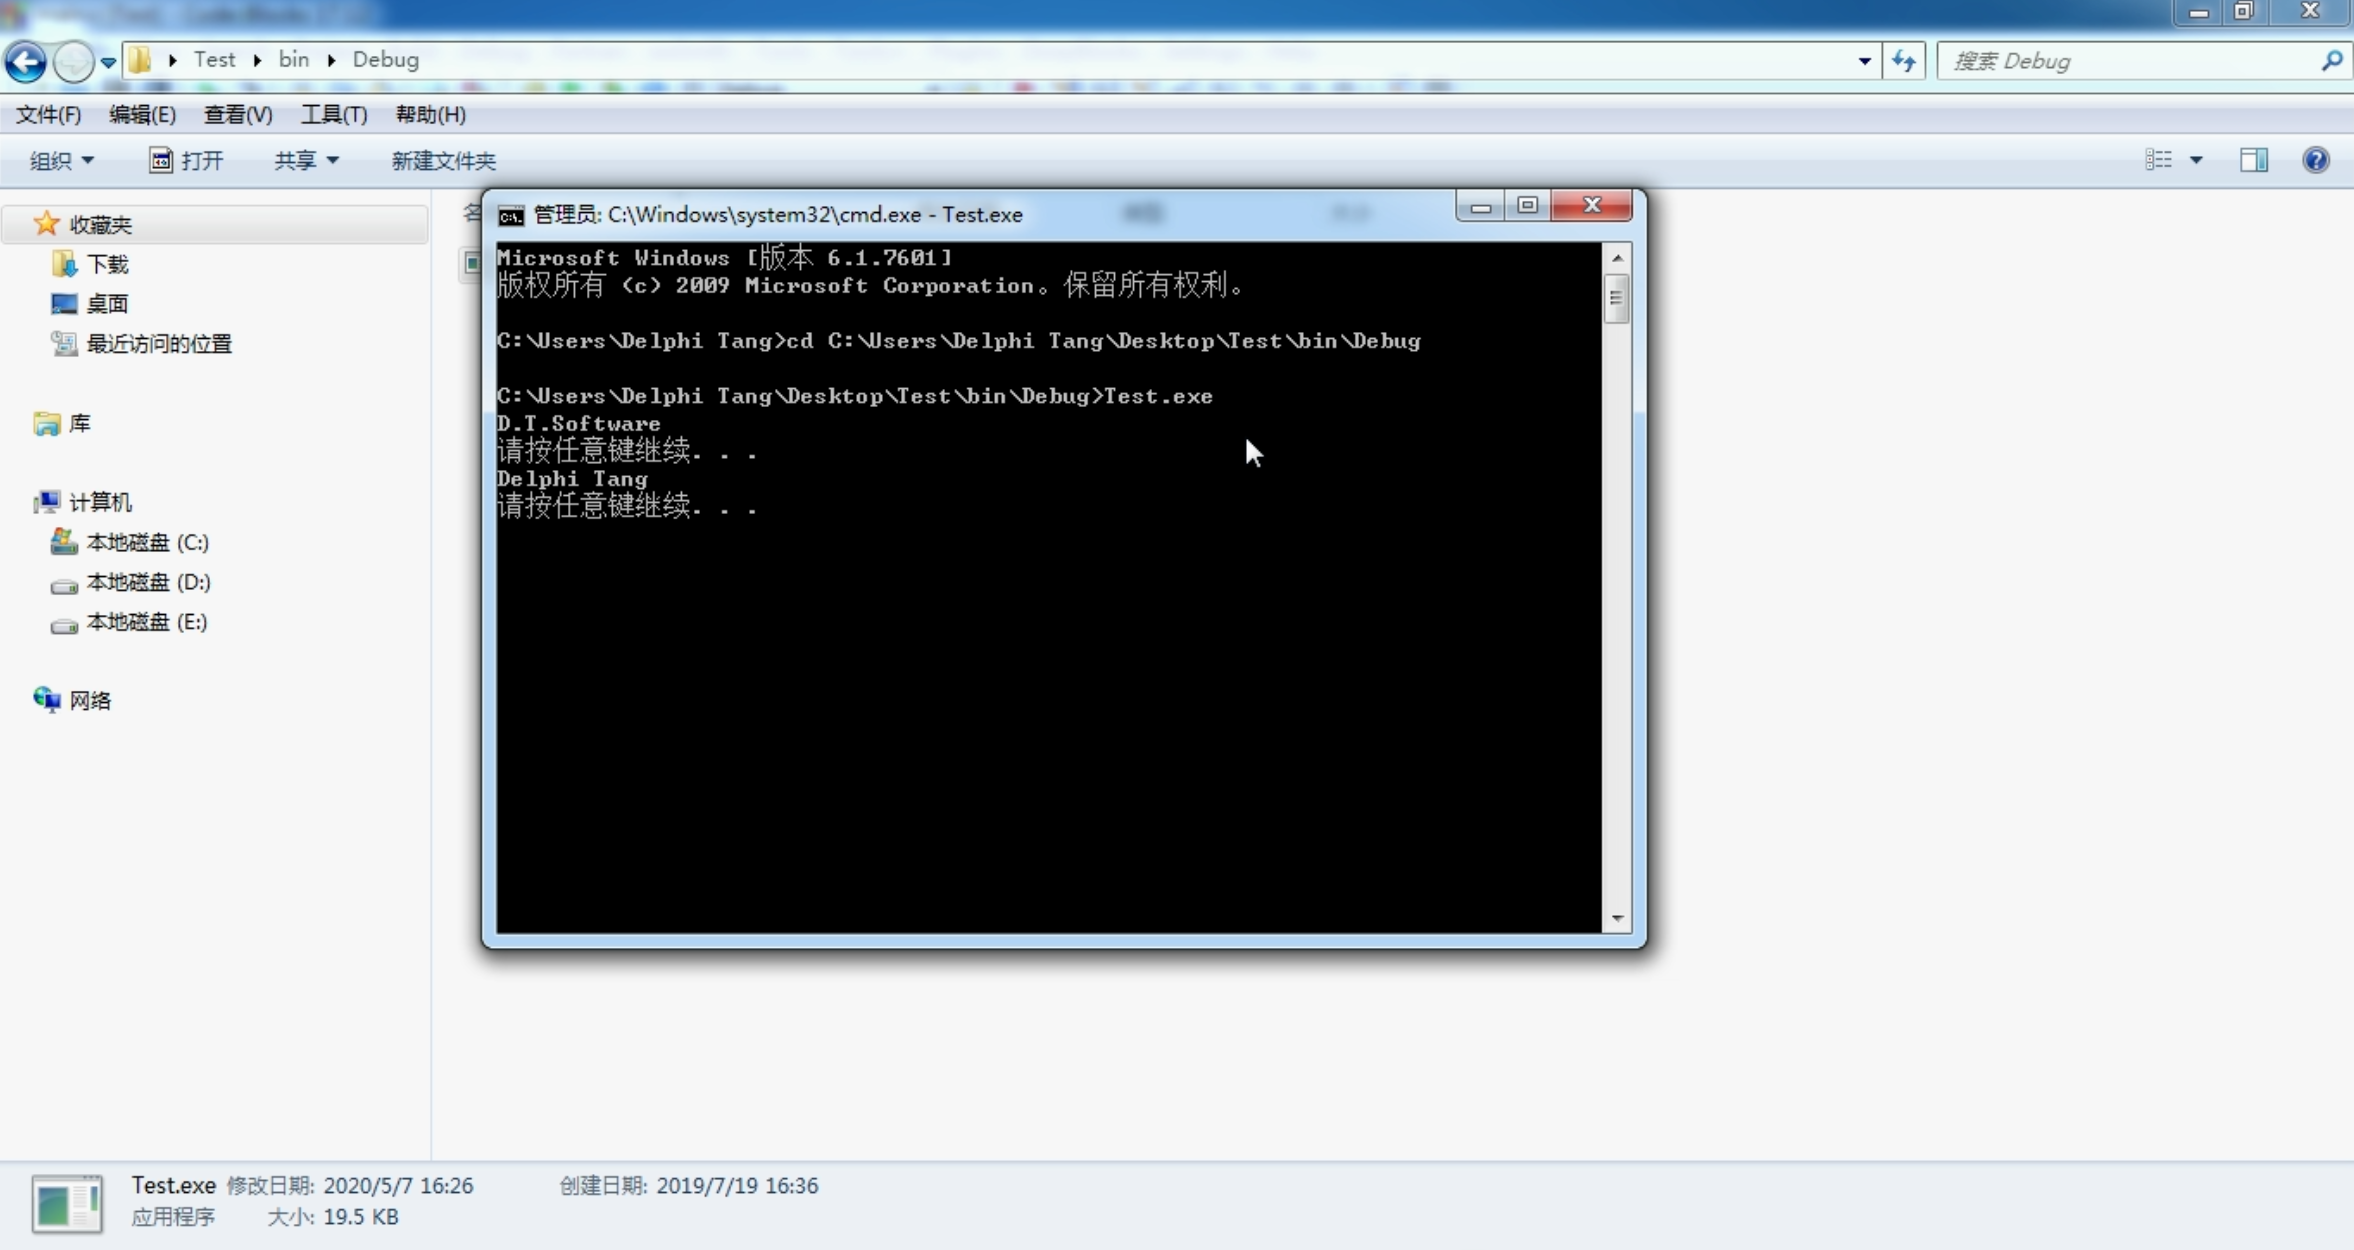 Test ▸ bin ▸ Debug
搜索 Debug
文件(F) 编辑(E) 查看(V) 工具(T) 帮助(H)
组织 打开 共享 新建文件夹
收藏夹
下载
桌面
最近访问的位置
库
计算机
本地磁盘 (C:)
本地磁盘 (D:)
本地磁盘 (E:)
网络
管理员: C:\Windows\system32\cmd.exe - Test.exe
Microsoft Windows [版本 6.1.7601]
版权所有 (c) 2009 Microsoft Corporation。保留所有权利。
C:\Users\Delphi Tang>cd C:\Users\Delphi Tang\Desktop\Test\bin\Debug
C:\Users\Delphi Tang\Desktop\Test\bin\Debug>Test.exe
D.T.Software
请按任意键继续. . .
Delphi Tang
请按任意键继续. . .
Test.exe 修改日期: 2020/5/7 16:26 创建日期: 2019/7/19 16:36
应用程序 大小: 19.5 KB